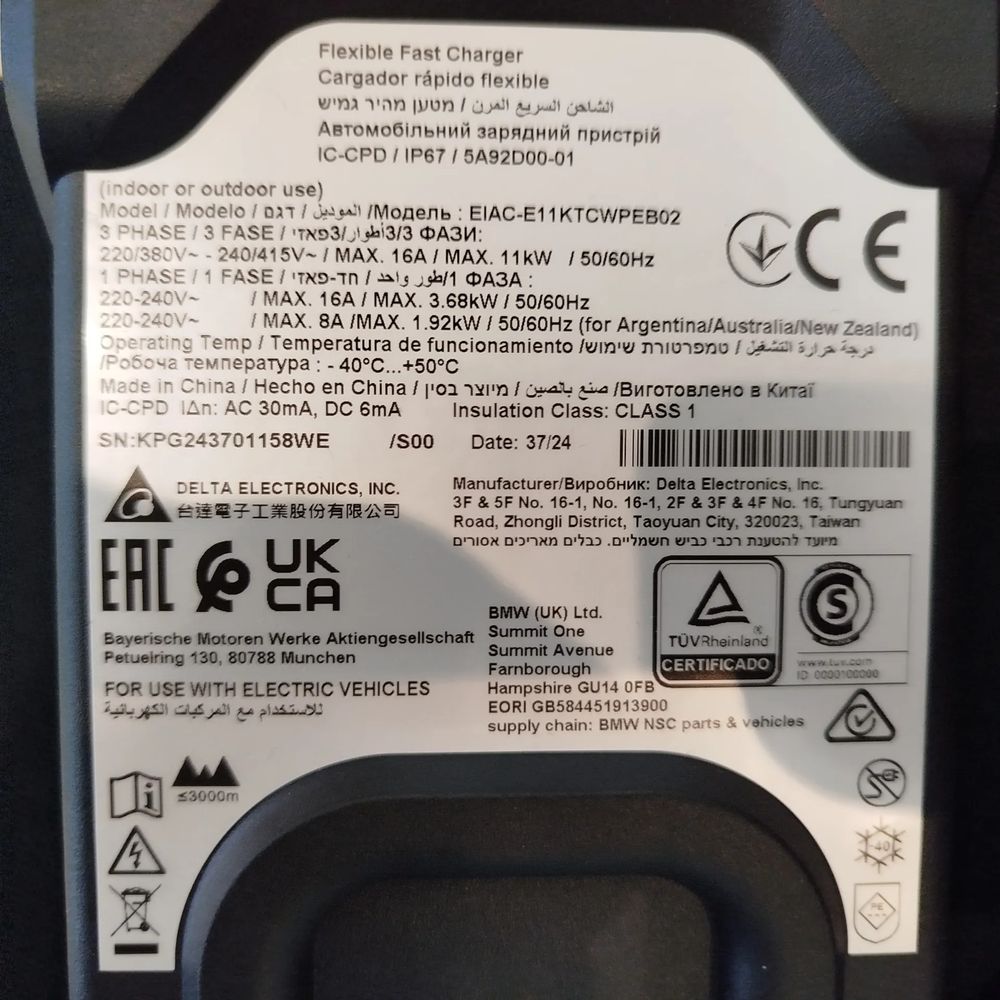 Flexible Fast Charger
Cargador rápido flexible
الشاحن السريع المرن / מטען מהיר גמיש
Автомобільний зарядний пристрій
IC-CPD / IP67 / 5A92D00-01
(indoor or outdoor use)
Model / Modelo / דגם / الموديل /Модель : EIAC-E11KTCWPEB02
3 PHASE / 3 FASE / 3פאזי/أطوار3/3 ФАЗИ:
220/380V~ - 240/415V~ / MAX. 16A / MAX. 11kW / 50/60Hz
1 PHASE / 1 FASE / חד-פאזי / طور واحد/1 ФАЗА :
220-240V~ / MAX. 16A / MAX. 3.68kW / 50/60Hz
220-240V~ / MAX. 8A /MAX. 1.92kW / 50/60Hz (for Argentina/Australia/New Zealand)
Operating Temp / Temperatura de funcionamiento /درجة حرارة التشغيل / טמפרטורת שימוש
/Робоча температура : - 40°C...+50°C
Made in China / Hecho en China / מיוצר בסין / صنع بالصين /Виготовлено в Китаї
IC-CPD IΔn: AC 30mA, DC 6mA Insulation Class: CLASS 1
SN:KPG243701158WE /S00 Date: 37/24
DELTA ELECTRONICS, INC.
台達電子工業股份有限公司
Manufacturer/Виробник: Delta Electronics, Inc.
3F & 5F No. 16-1, No. 16-1, 2F & 3F & 4F No. 16, Tungyuan
Road, Zhongli District, Taoyuan City, 320023, Taiwan
מיועד להטענת רכבי כביש חשמליים. כבלים מאריכים אסורים
EAC
UK
CA
CE
Bayerische Motoren Werke Aktiengesellschaft
Petuelring 130, 80788 Munchen
FOR USE WITH ELECTRIC VEHICLES
للاستخدام مع المركبات الكهربائية
BMW (UK) Ltd.
Summit One
Summit Avenue
Farnborough
Hampshire GU14 0FB
EORI GB584451913900
supply chain: BMW NSC parts & vehicles
TÜVRheinland®
CERTIFICADO
S
www.tuv.com
ID 0000100000
≤3000m
i
-40
PE